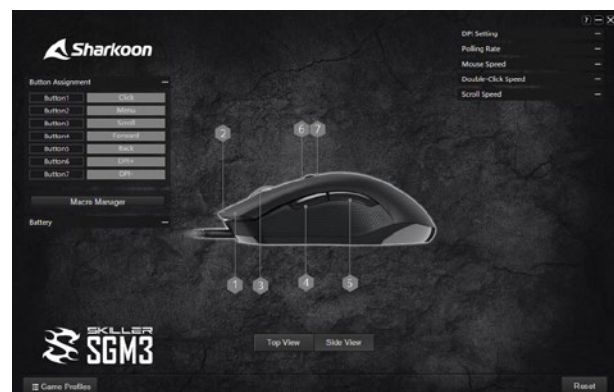 Sharkoon
Button Assignment
Button1 Click
Button2 Menu
Button3 Scroll
Button4 Forward
Button5 Back
Button6 DPI+
Button7 DPI-
Macro Manager
Battery
DPI Setting
Polling Rate
Mouse Speed
Double-Click Speed
Scroll Speed
2
6 7
1 3 4 5
SKILLER
SGM3
Top View Side View
Game Profiles
Reset